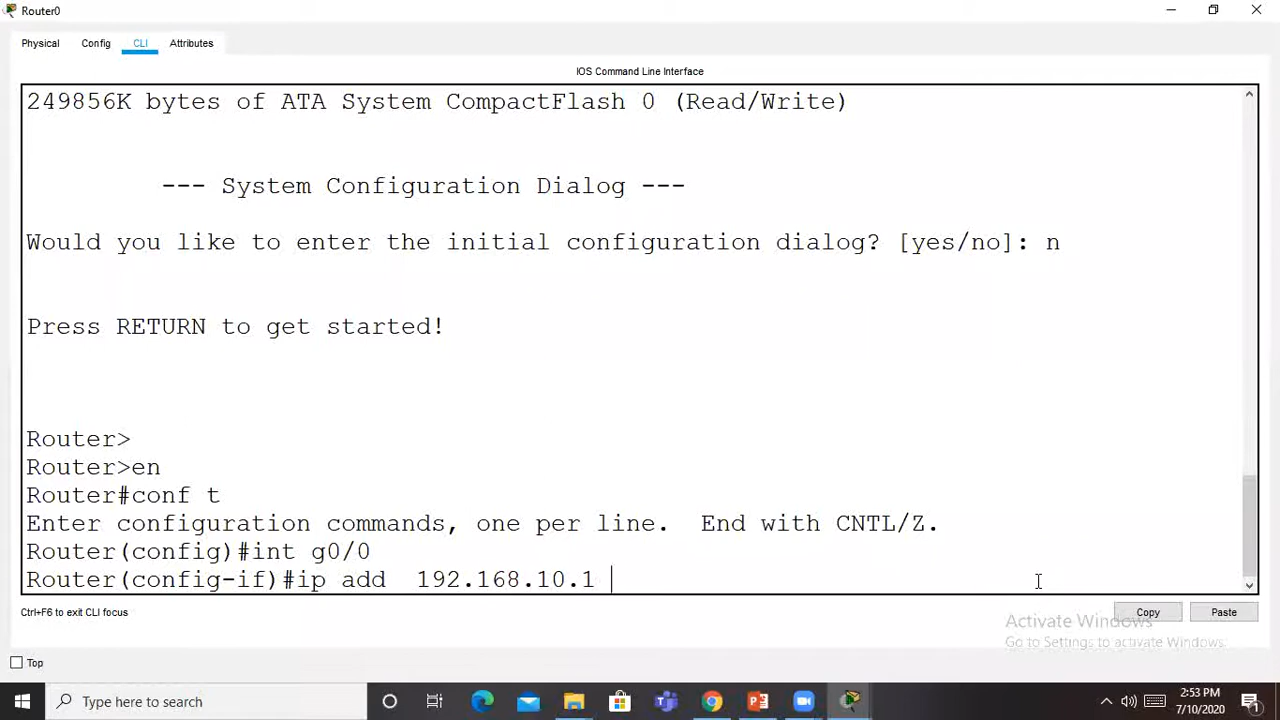 Router0
Physical Config CLI Attributes
IOS Command Line Interface
249856K bytes of ATA System CompactFlash 0 (Read/Write)
--- System Configuration Dialog ---
Would you like to enter the initial configuration dialog? [yes/no]: n
Press RETURN to get started!
Router>
Router>en
Router#conf t
Enter configuration commands, one per line.  End with CNTL/Z.
Router(config)#int g0/0
Router(config-if)#ip add  192.168.10.1
Ctrl+F6 to exit CLI focus
Copy Paste
Activate Windows
Go to Settings to activate Windows.
Top
Type here to search
2:53 PM
7/10/2020
1